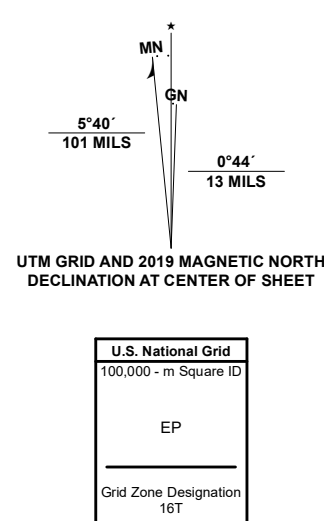 ★
MN
GN
5°40´
101 MILS
0°44´
13 MILS
UTM GRID AND 2019 MAGNETIC NORTH
DECLINATION AT CENTER OF SHEET
U.S. National Grid
100,000 - m Square ID
EP
Grid Zone Designation
16T